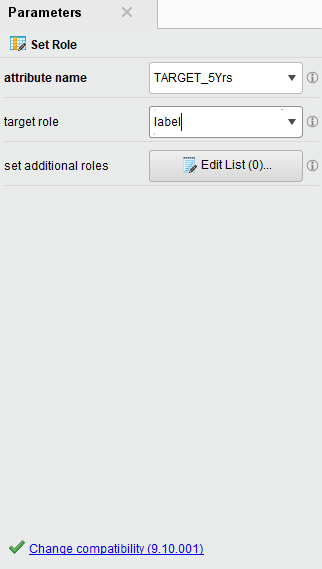 Parameters
Set Role
attribute name TARGET_5Yrs
target role label
set additional roles Edit List (0)...
Change compatibility (9.10.001)